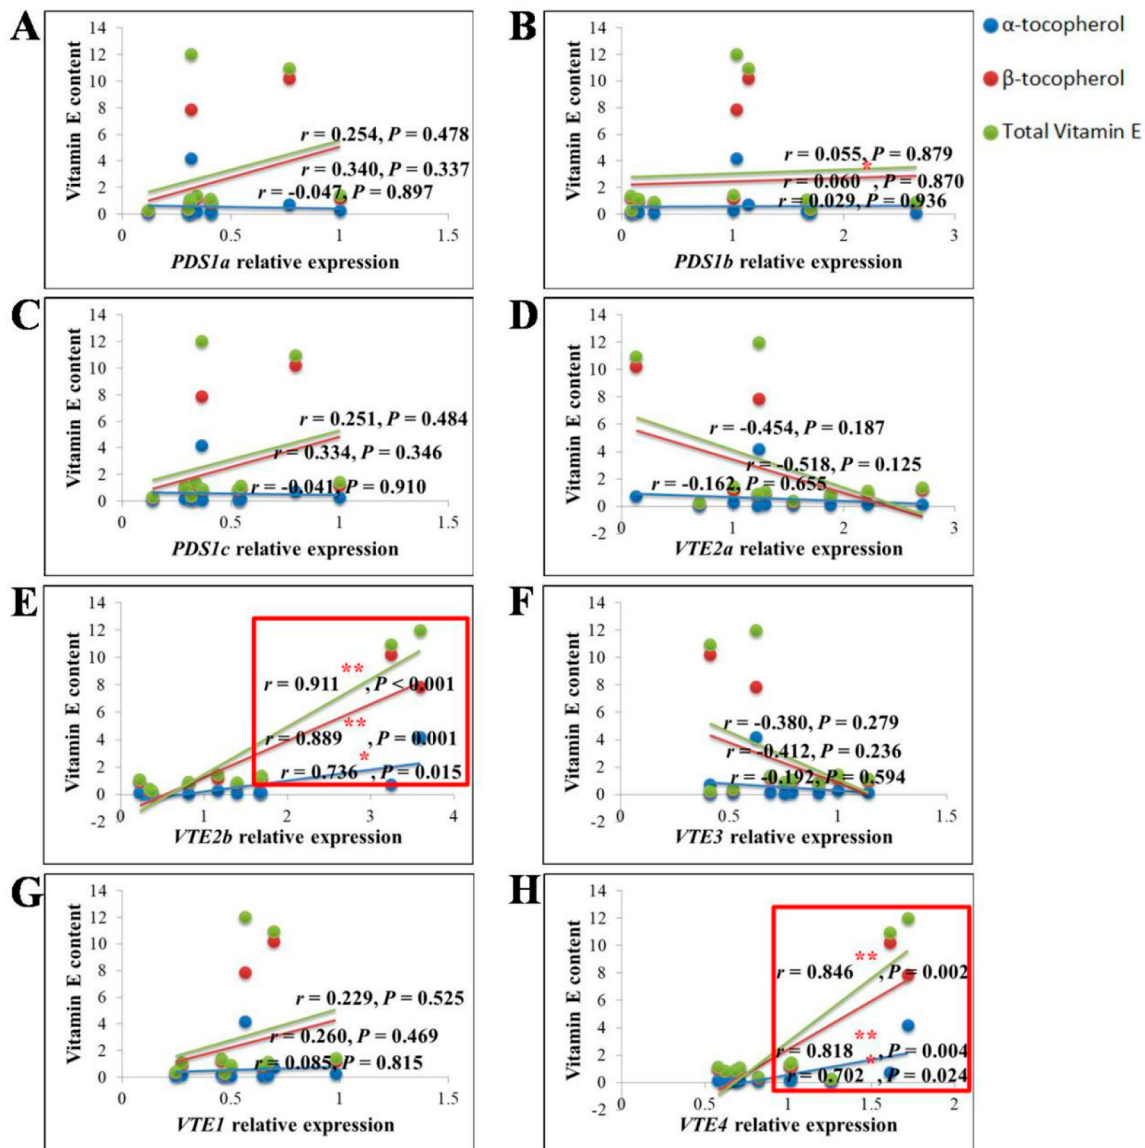 A
14
12
10
8
6
4
2
0
Vitamin E content
r = 0.254, P = 0.478
r = 0.340, P = 0.337
r = -0.047, P = 0.897
0 0.5 1 1.5
PDS1a relative expression
B
14
12
10
8
6
4
2
0
Vitamin E content
r = 0.055, P = 0.879
*
r = 0.060 , P = 0.870
r = 0.029, P = 0.936
0 1 2 3
PDS1b relative expression
α-tocopherol
β-tocopherol
Total Vitamin E
C
14
12
10
8
6
4
2
0
Vitamin E content
r = 0.251, P = 0.484
r = 0.334, P = 0.346
r = -0.041, P = 0.910
0 0.5 1 1.5
PDS1c relative expression
D
14
12
10
8
6
4
2
0
-2
Vitamin E content
r = -0.454, P = 0.187
r = -0.518, P = 0.125
r = -0.162, P = 0.655
0 1 2 3
VTE2a relative expression
E
14
12
10
8
6
4
2
0
-2
Vitamin E content
**
r = 0.911 , P < 0.001
**
r = 0.889 , P = 0.001
*
r = 0.736 , P = 0.015
0 1 2 3 4
VTE2b relative expression
F
14
12
10
8
6
4
2
0
-2
Vitamin E content
r = -0.380, P = 0.279
r = -0.412, P = 0.236
r = -0.192, P = 0.594
0 0.5 1 1.5
VTE3 relative expression
G
14
12
10
8
6
4
2
0
Vitamin E content
r = 0.229, P = 0.525
r = 0.260, P = 0.469
r = 0.085, P = 0.815
0 0.5 1 1.5
VTE1 relative expression
H
14
12
10
8
6
4
2
0
-2
Vitamin E content
**
r = 0.846 , P = 0.002
**
r = 0.818 , P = 0.004
*
r = 0.702 , P = 0.024
0 0.5 1 1.5 2
VTE4 relative expression